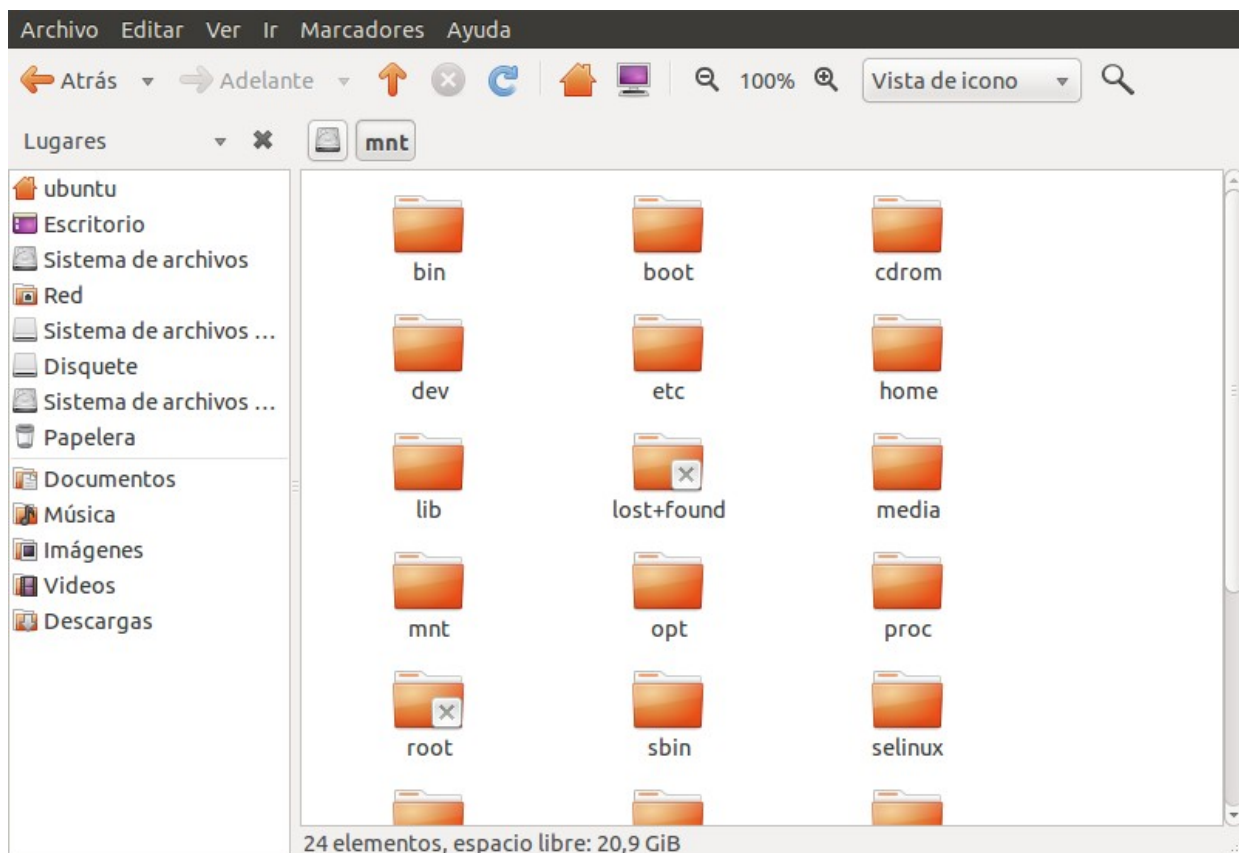 Archivo Editar Ver Ir Marcadores Ayuda
Atrás Adelante 100% Vista de icono
Lugares mnt
ubuntu
Escritorio
Sistema de archivos
Red
Sistema de archivos ...
Disquete
Sistema de archivos ...
Papelera
Documentos
Música
Imágenes
Videos
Descargas
bin boot cdrom
dev etc home
lib lost+found media
mnt opt proc
root sbin selinux
24 elementos, espacio libre: 20,9 GiB